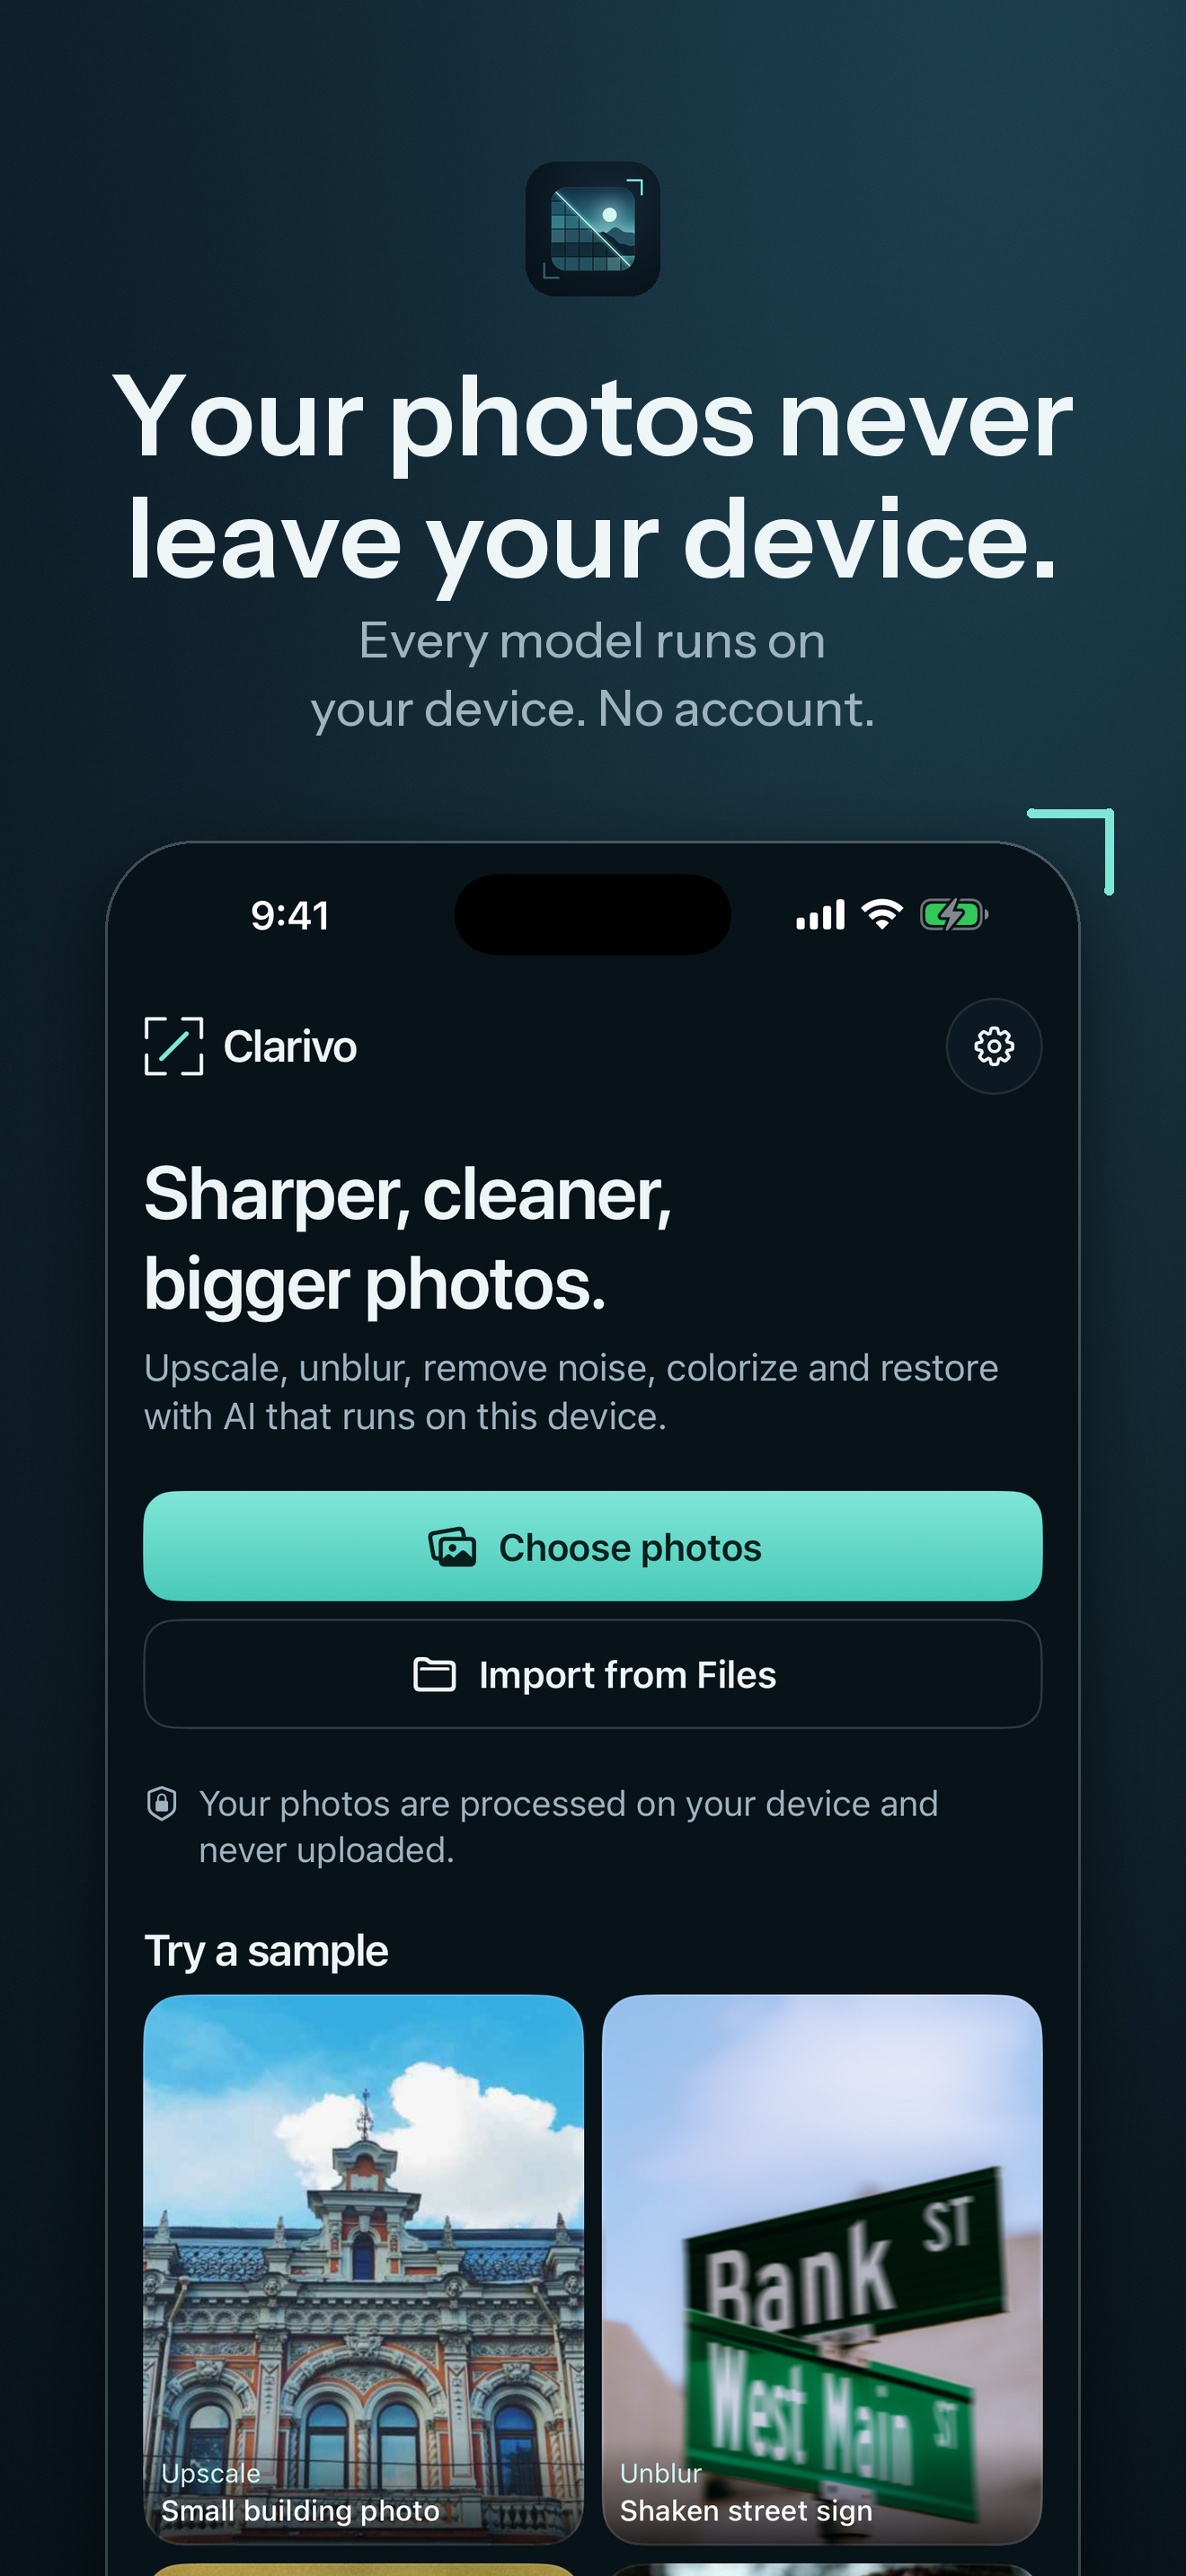 Your photos never
leave your device.
Every model runs on
your device. No account.
9:41
Clarivo
Sharper, cleaner,
bigger photos.
Upscale, unblur, remove noise, colorize and restore
with AI that runs on this device.
Choose photos
Import from Files
Your photos are processed on your device and
never uploaded.
Try a sample
Bank ST
West Main ST
Upscale
Small building photo
Unblur
Shaken street sign